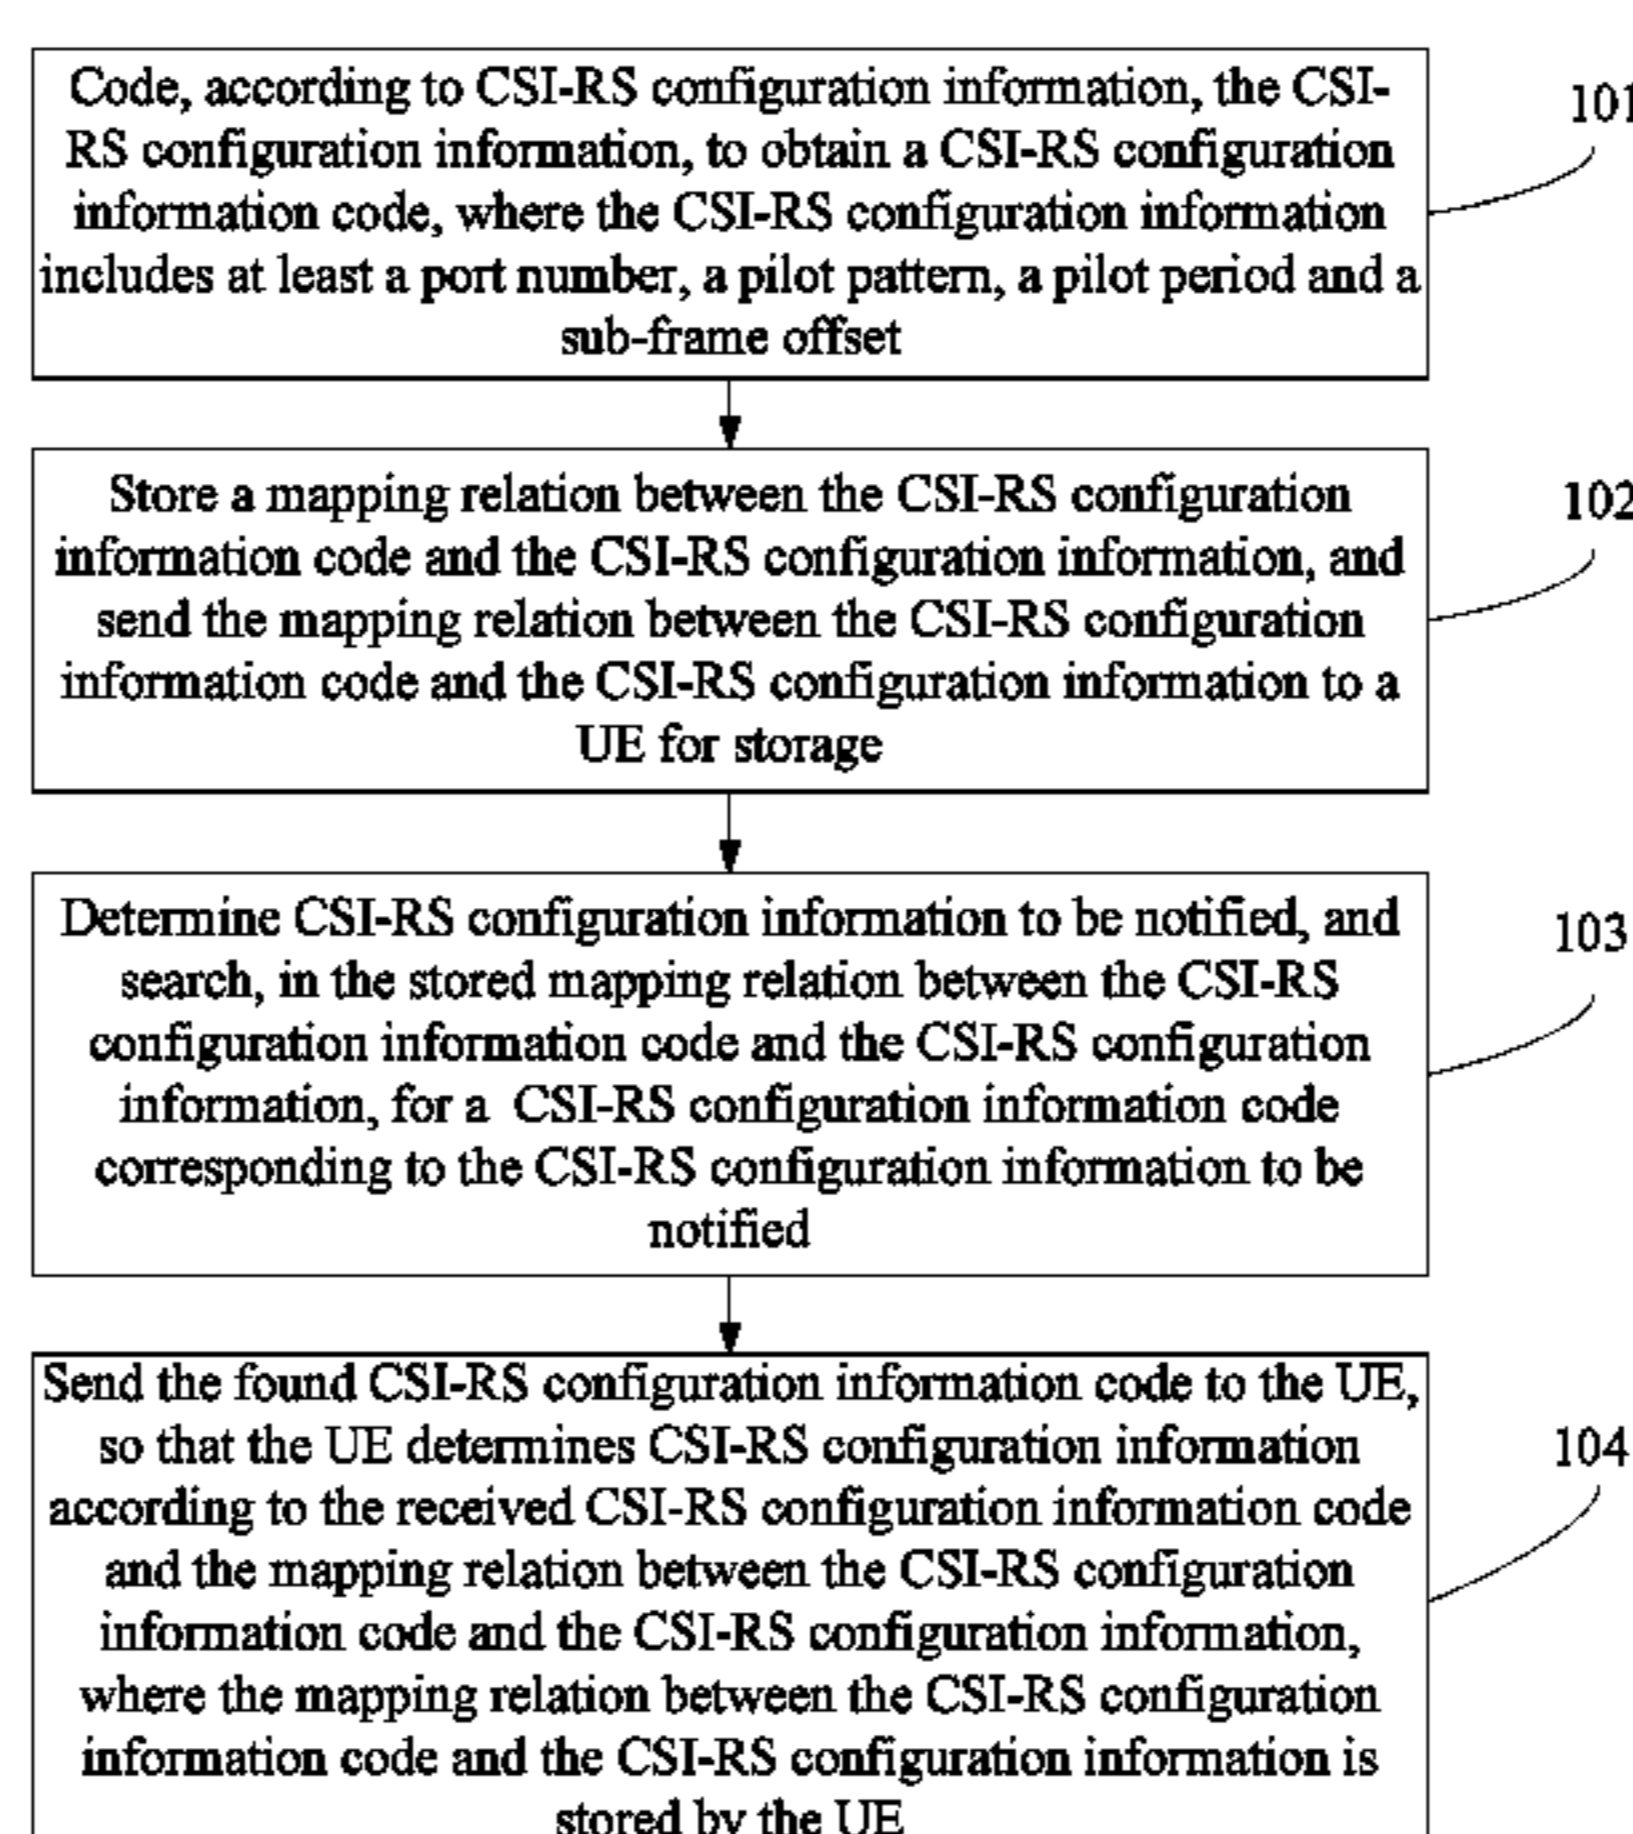 Code, according to CSI-RS configuration information, the CSI-
RS configuration information, to obtain a CSI-RS configuration
information code, where the CSI-RS configuration information
includes at least a port number, a pilot pattern, a pilot period and a
sub-frame offset
101
Store a mapping relation between the CSI-RS configuration
information code and the CSI-RS configuration information, and
send the mapping relation between the CSI-RS configuration
information code and the CSI-RS configuration information to a
UE for storage
102
Determine CSI-RS configuration information to be notified, and
search, in the stored mapping relation between the CSI-RS
configuration information code and the CSI-RS configuration
information, for a CSI-RS configuration information code
corresponding to the CSI-RS configuration information to be
notified
103
Send the found CSI-RS configuration information code to the UE,
so that the UE determines CSI-RS configuration information
according to the received CSI-RS configuration information code
and the mapping relation between the CSI-RS configuration
information code and the CSI-RS configuration information,
where the mapping relation between the CSI-RS configuration
information code and the CSI-RS configuration information is
stored by the UE
104